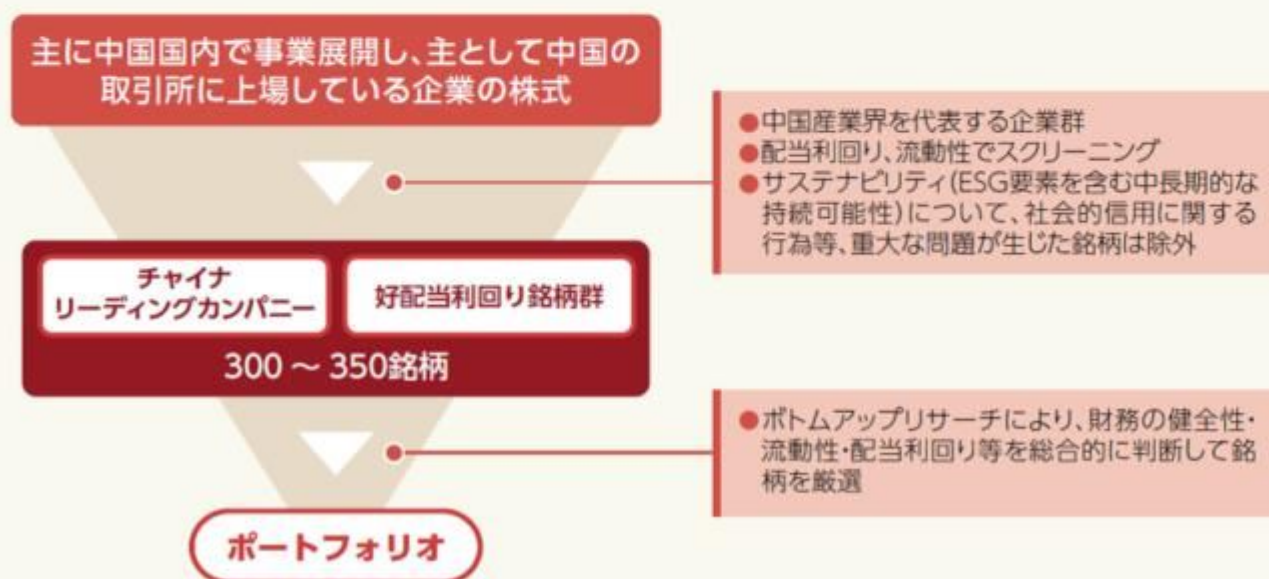 主に中国国内で事業展開し、主として中国の
取引所に上場している企業の株式
●中国産業界を代表する企業群
●配当利回り、流動性でスクリーニング
●サステナビリティ(ESG要素を含む中長期的な
持続可能性)について、社会的信用に関する
行為等、重大な問題が生じた銘柄は除外
チャイナ
リーディングカンパニー
好配当利回り銘柄群
300 ～ 350銘柄
●ボトムアップリサーチにより、財務の健全性・
流動性・配当利回り等を総合的に判断して銘
柄を厳選
ポートフォリオ